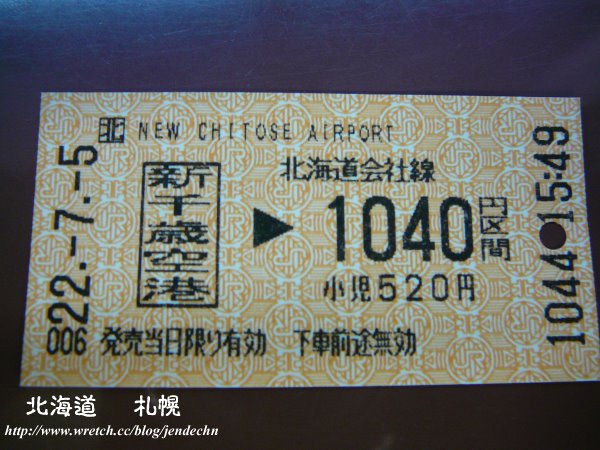 北 NEW CHITOSE AIRPORT
22.-7.-5
新千歳空港
北海道会社線
▶ 1040円区間
小児520円
1044 15:49
006 発売当日限り有効 下車前途無効
北海道 札幌
http://www.wretch.cc/blog/jendechn